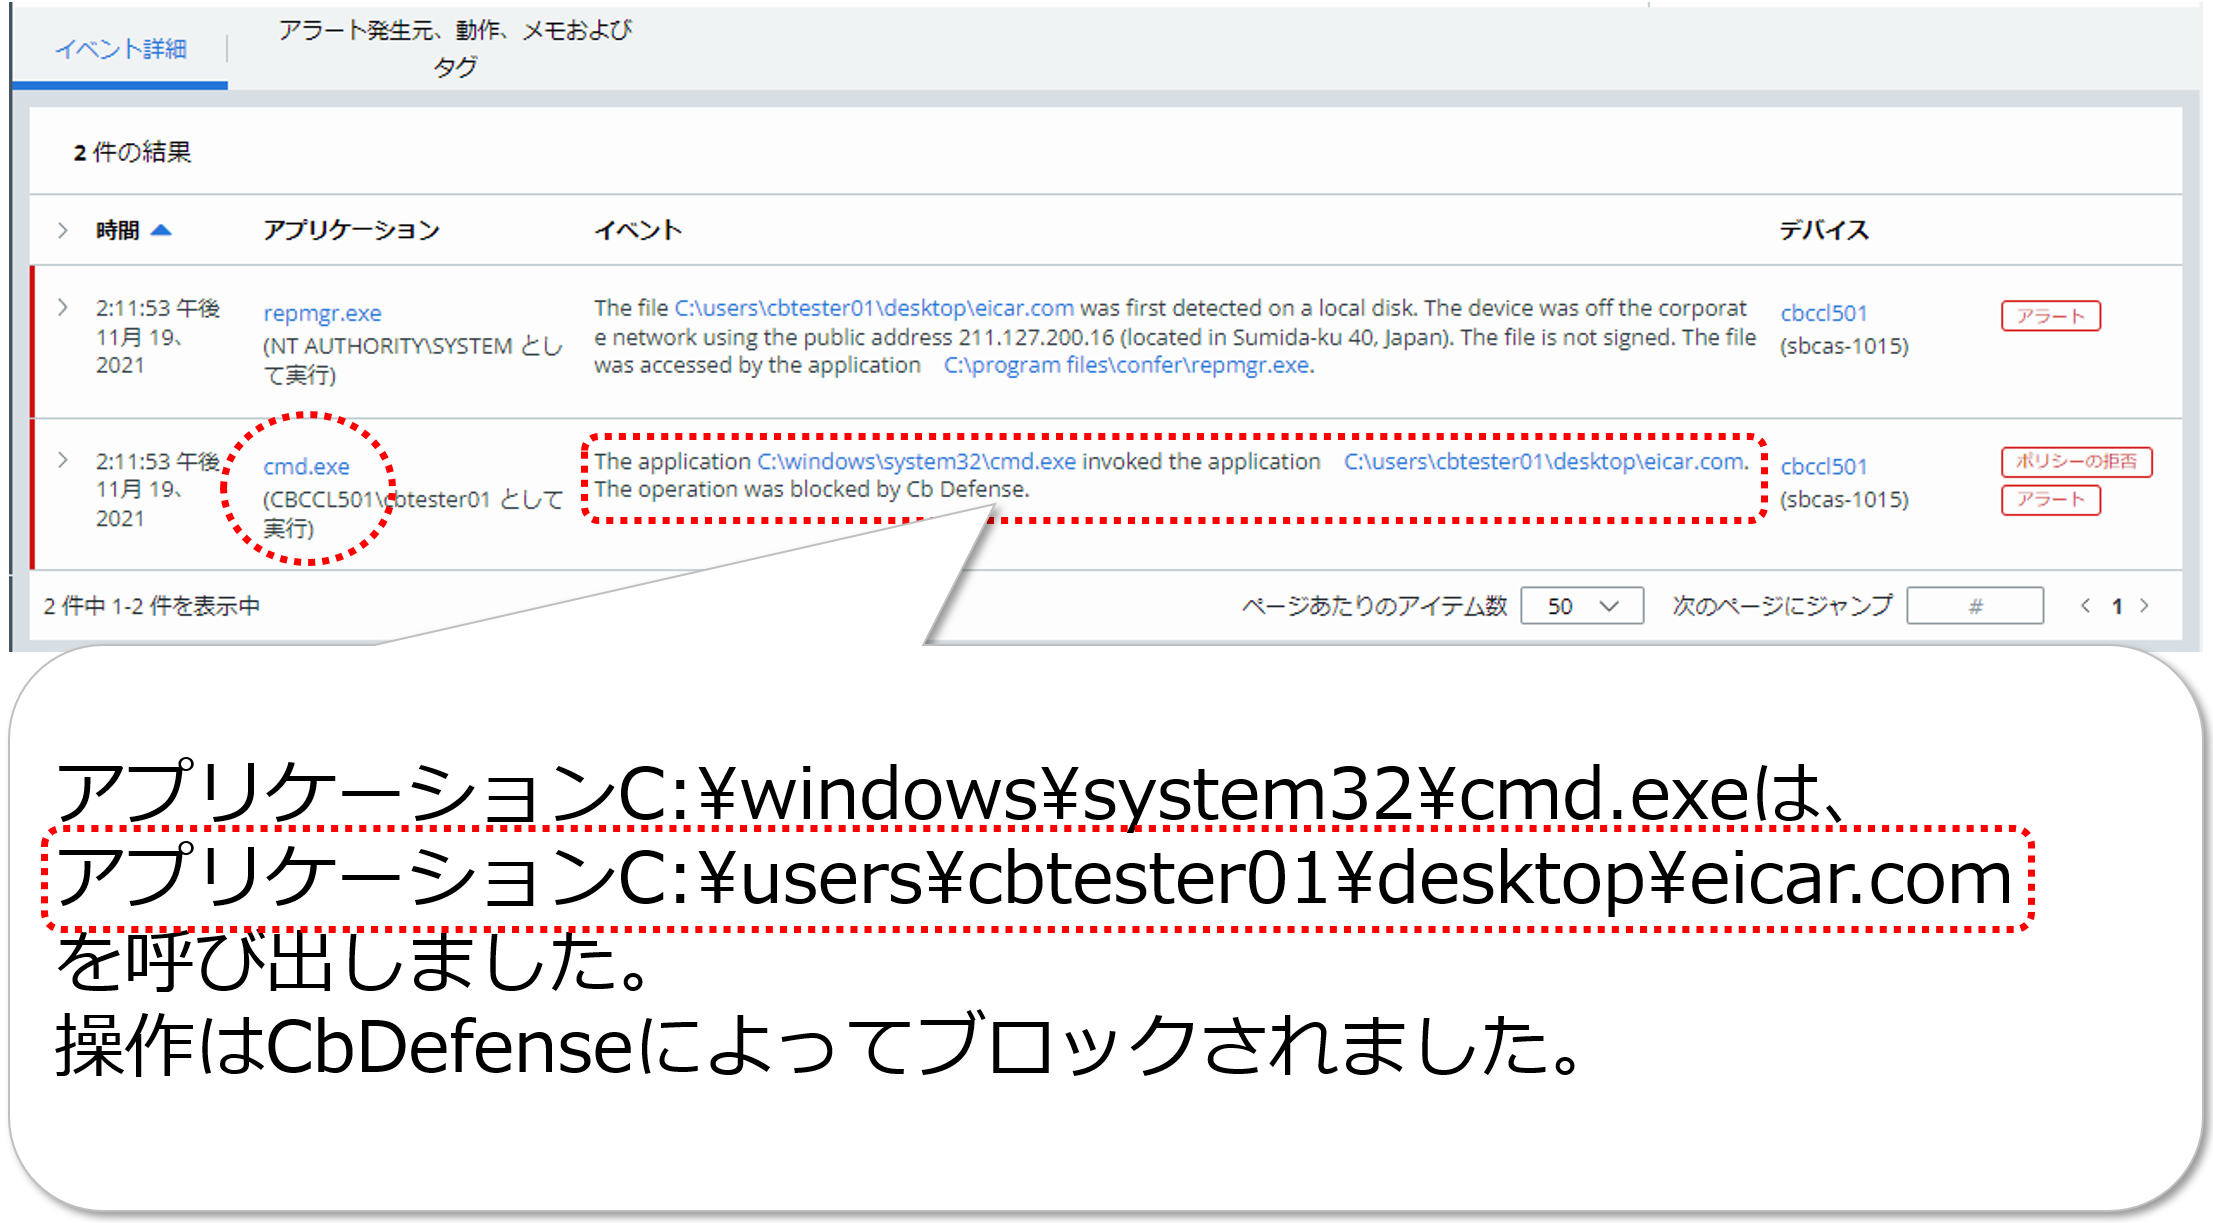 イベント詳細
アラート発生元、動作、メモおよび
タグ
2 件の結果
時間 アプリケーション イベント デバイス
2:11:53 午後
11月 19、
2021
repmgr.exe
(NT AUTHORITY\SYSTEM とし
て実行)
The file C:\users\cbtester01\desktop\eicar.com was first detected on a local disk. The device was off the corporat
e network using the public address 211.127.200.16 (located in Sumida-ku 40, Japan). The file is not signed. The file
was accessed by the application C:\program files\confer\repmgr.exe.
cbccl501
(sbcas-1015)
アラート
2:11:53 午後
11月 19、
2021
cmd.exe
(CBCCL501\cbtester01 として
実行)
The application C:\windows\system32\cmd.exe invoked the application C:\users\cbtester01\desktop\eicar.com.
The operation was blocked by Cb Defense.
cbccl501
(sbcas-1015)
ポリシーの拒否
アラート
2 件中 1-2 件を表示中
ページあたりのアイテム数 50 次のページにジャンプ # < 1 >
アプリケーションC:¥windows¥system32¥cmd.exeは、
アプリケーションC:¥users¥cbtester01¥desktop¥eicar.com
を呼び出しました。
操作はCbDefenseによってブロックされました。